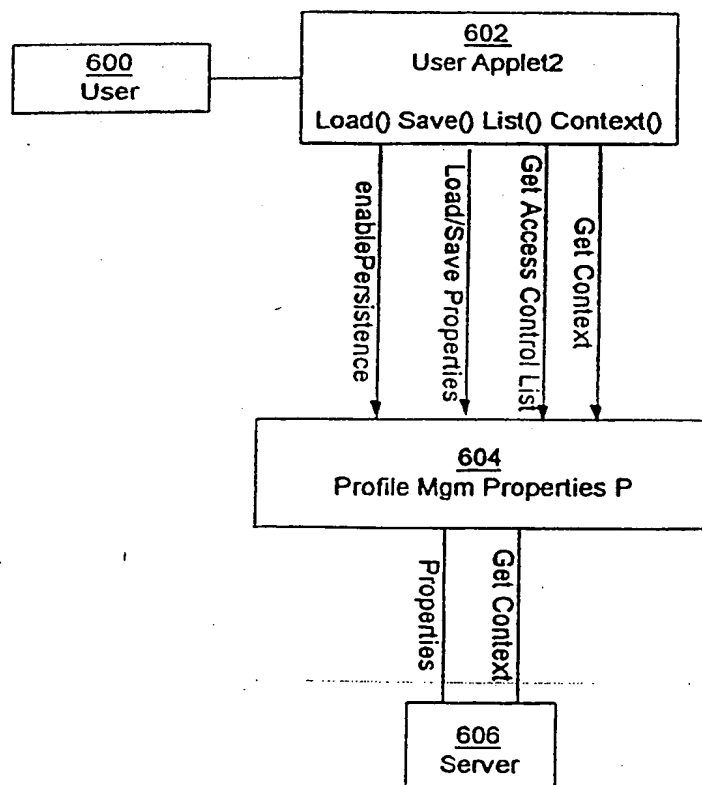 600
User
602
User Applet2
Load() Save() List() Context()
enablePersistence
Load/Save Properties
Get Access Control List
Get Context
604
Profile Mgm Properties P
Properties
Get Context
606
Server